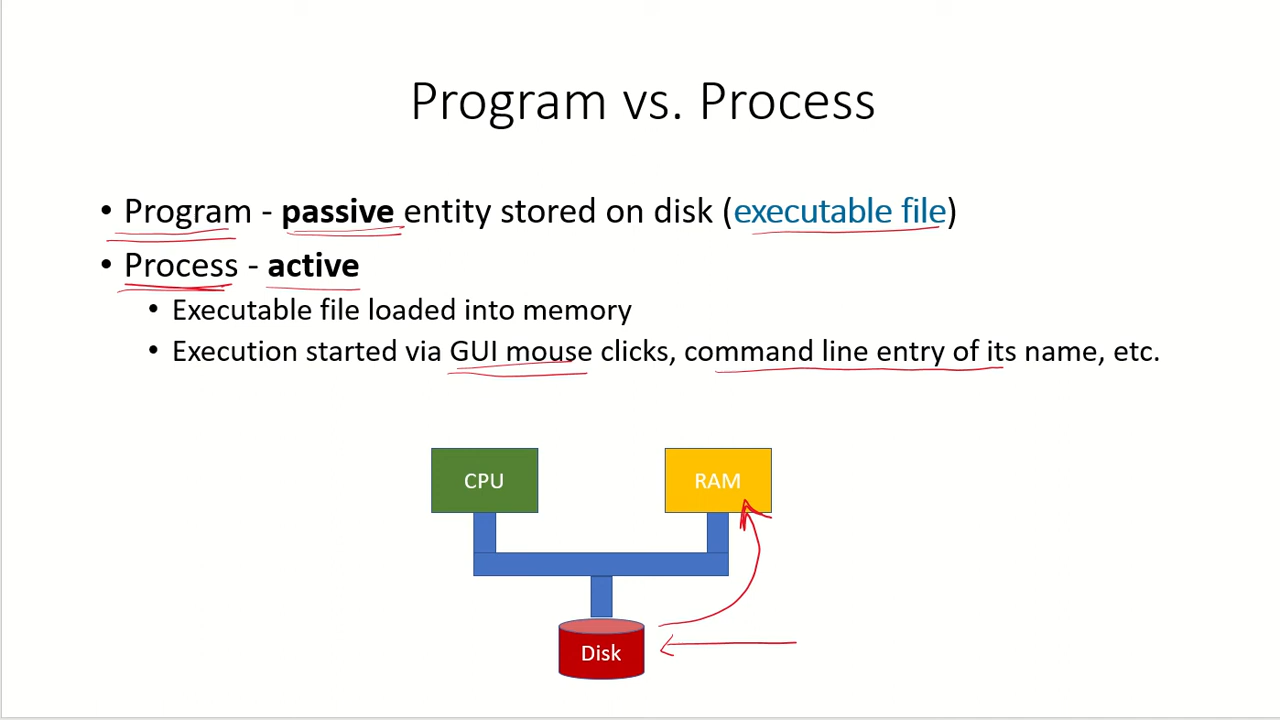 Program vs. Process
• Program - passive entity stored on disk (executable file)
• Process - active
• Executable file loaded into memory
• Execution started via GUI mouse clicks, command line entry of its name, etc.
CPU
RAM
Disk